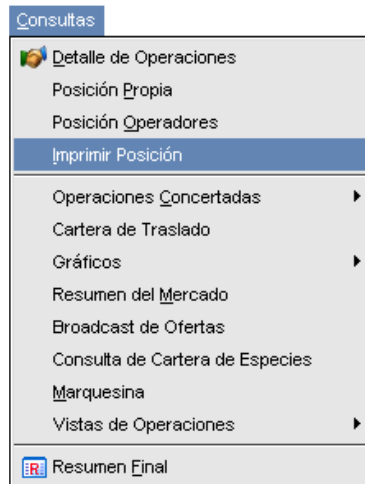 Consultas
Detalle de Operaciones
Posición Propia
Posición Operadores
Imprimir Posición
Operaciones Concertadas
Cartera de Traslado
Gráficos
Resumen del Mercado
Broadcast de Ofertas
Consulta de Cartera de Especies
Marquesina
Vistas de Operaciones
R Resumen Final